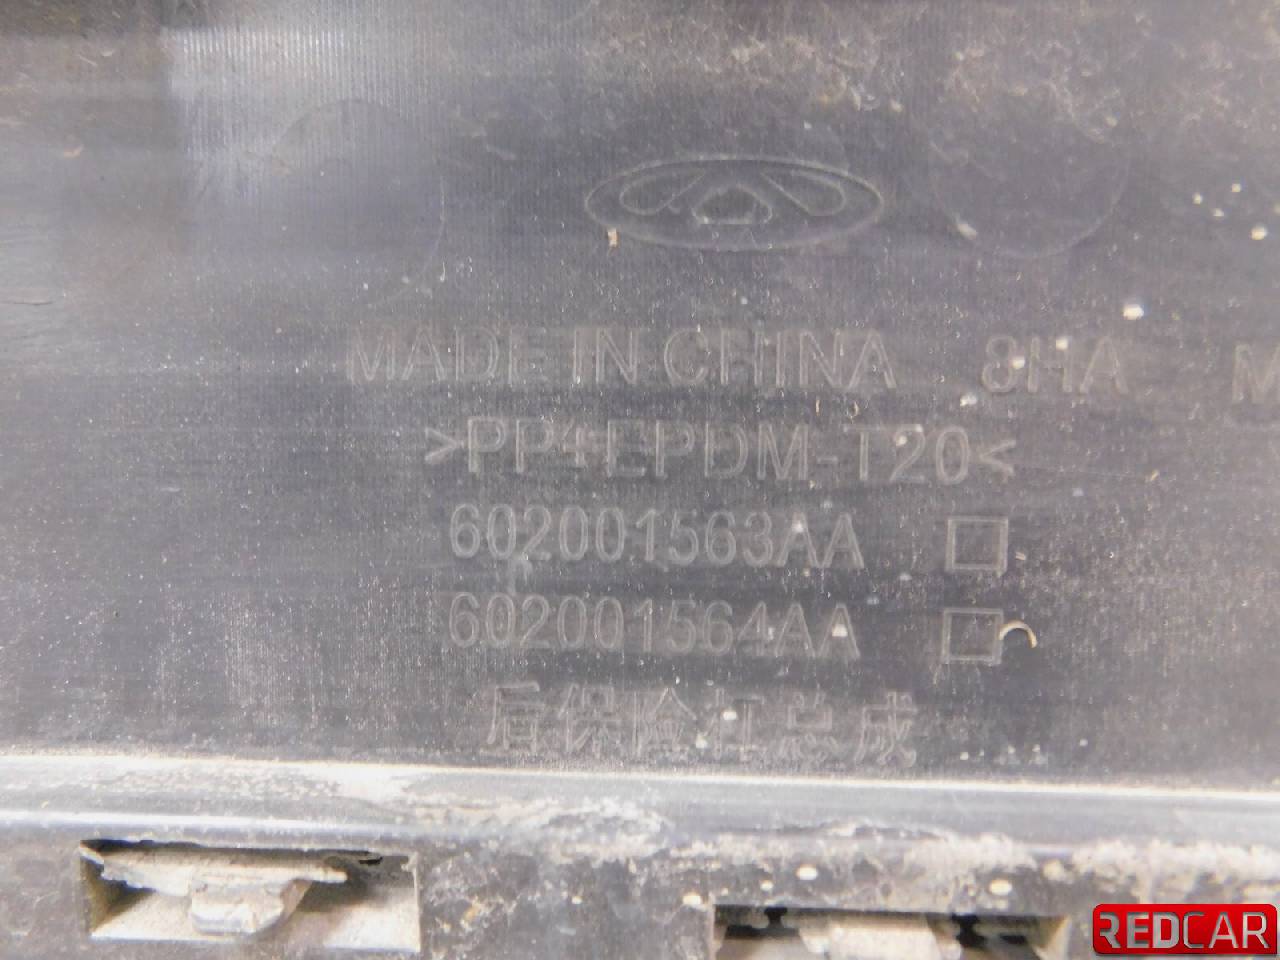 MADE IN CHINA 8HA M
>PP+EPDM-T20<
602001563AA
602001564AA
后保险杠总成
REDCAR